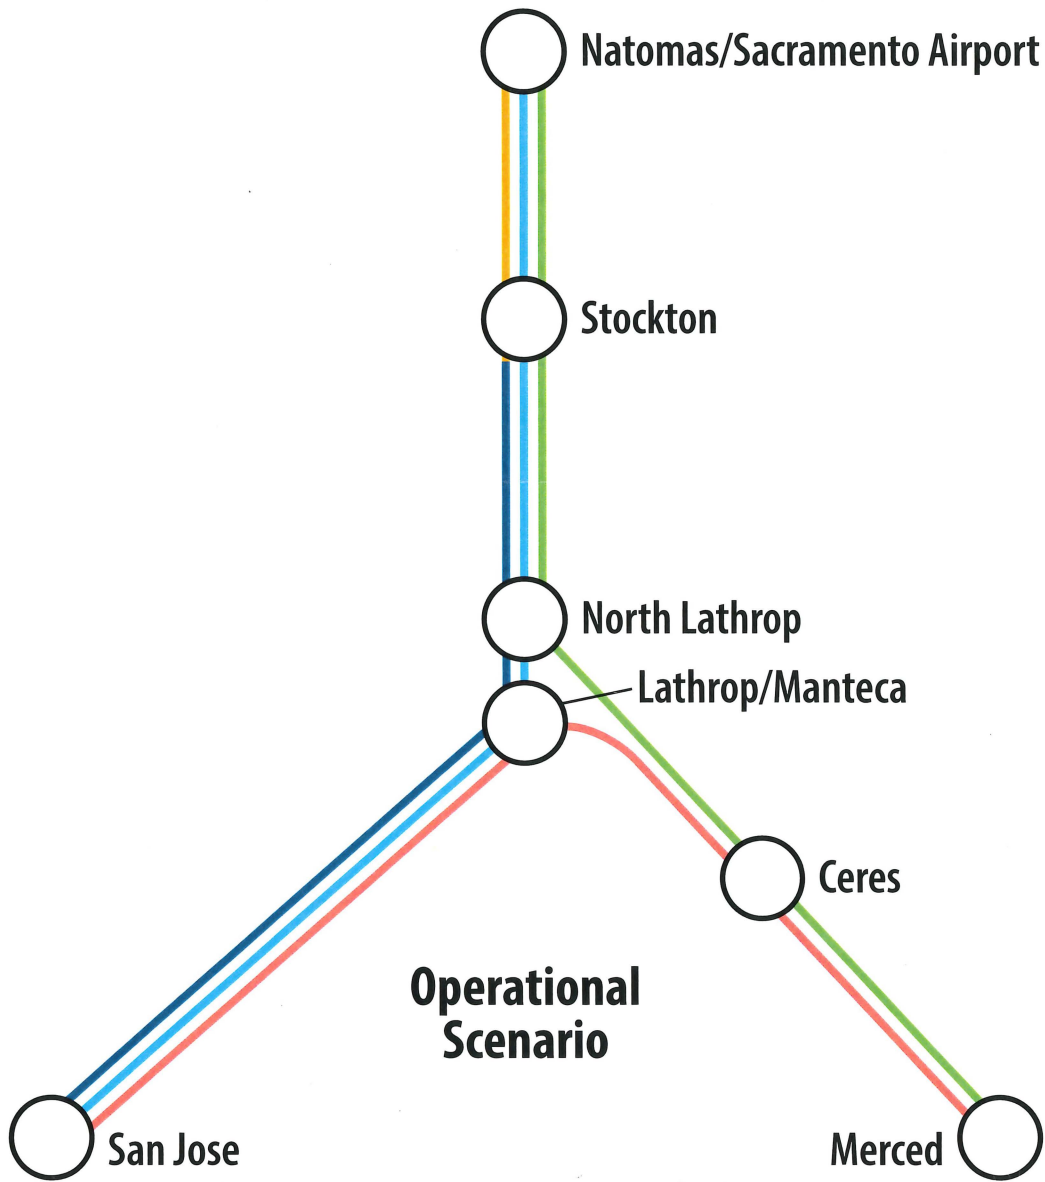 Natomas/Sacramento Airport
Stockton
North Lathrop
Lathrop/Manteca
Ceres
Operational
Scenario
San Jose
Merced